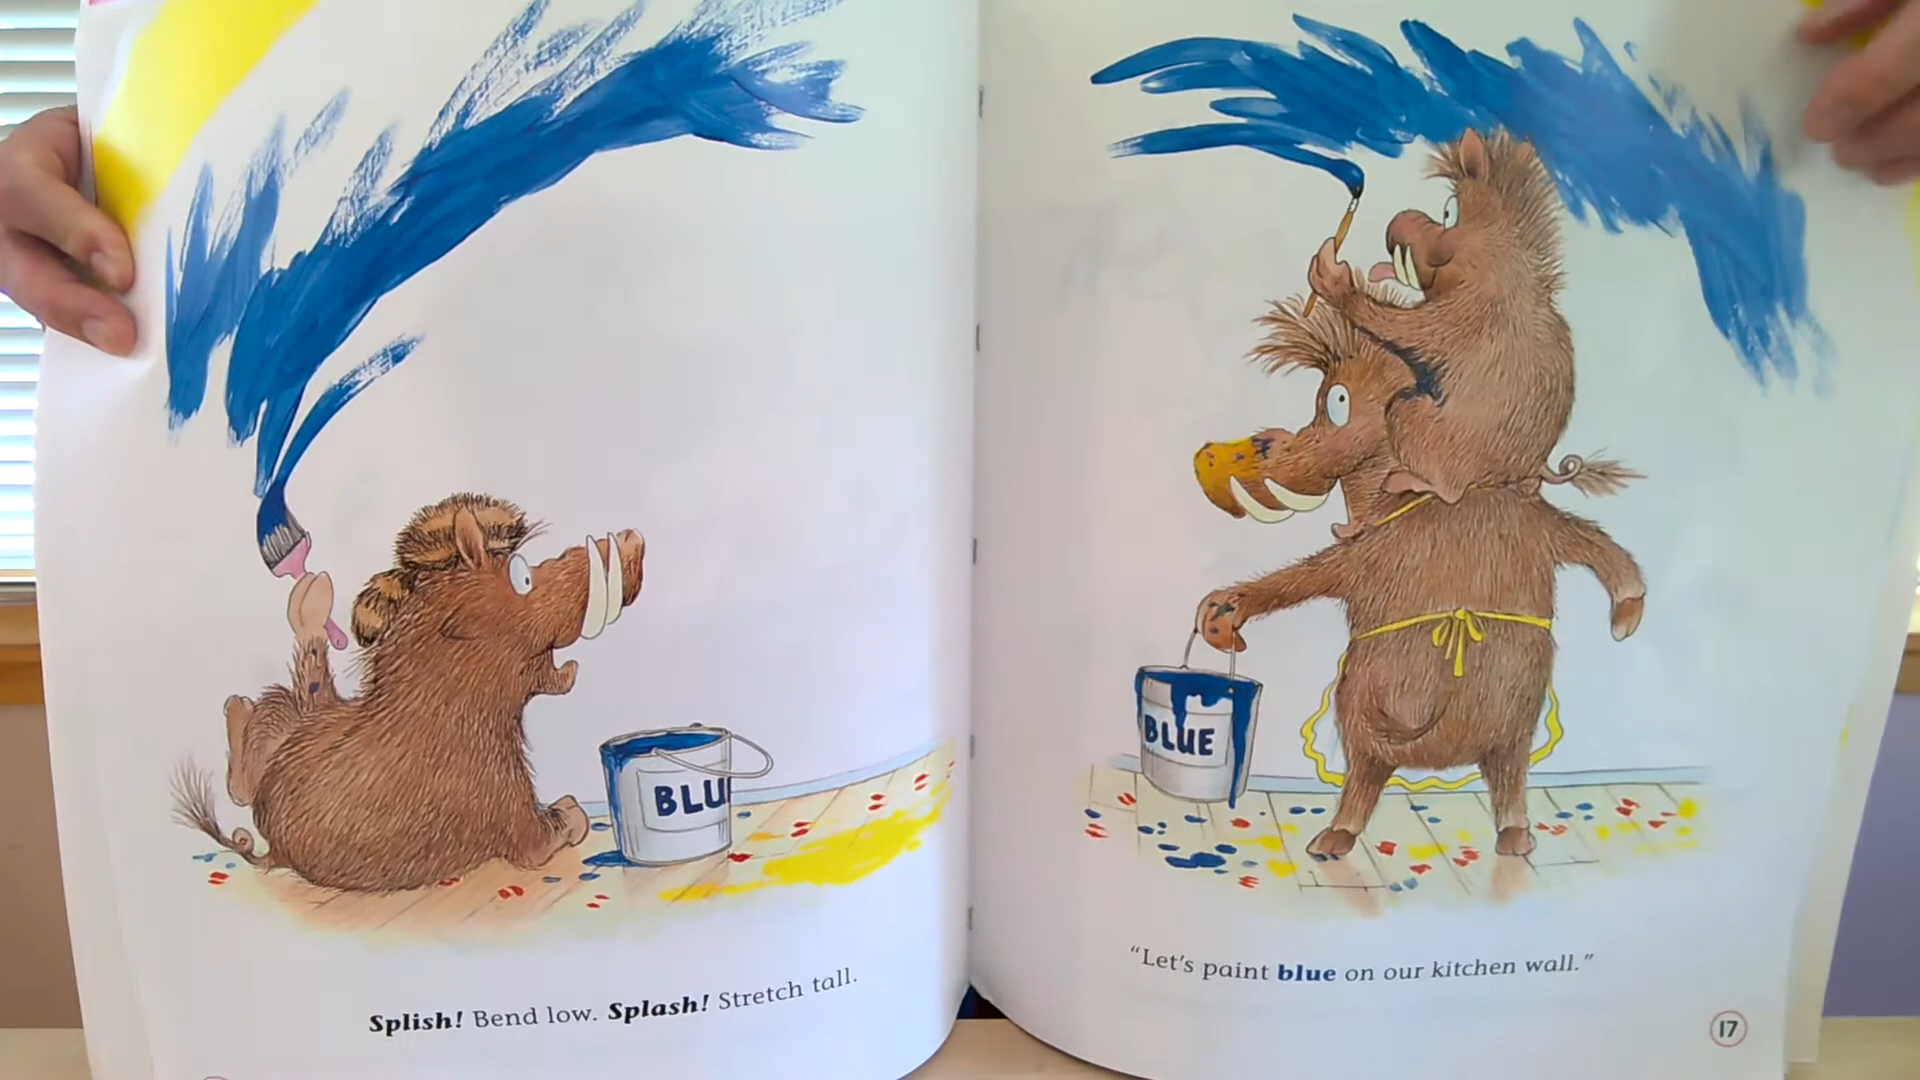 BLU
Splish! Bend low. Splash! Stretch tall.
BLUE
"Let's paint blue on our kitchen wall."
17